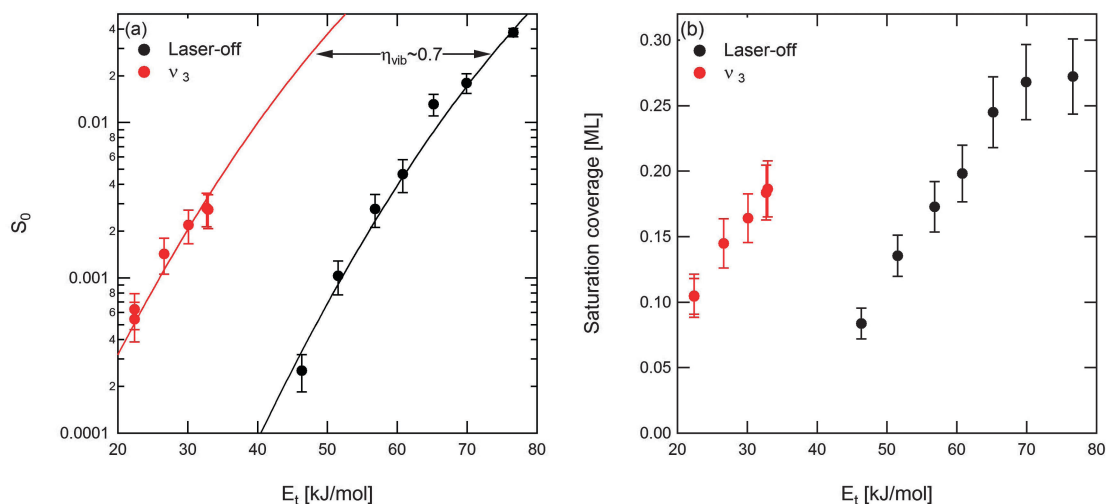 (a)
Laser-off
ν 3
ηvib~0.7
4
2
0.01
8
6
4
2
0.001
8
6
4
2
0.0001
S0
20 30 40 50 60 70 80
Et [kJ/mol]
(b)
Laser-off
ν 3
0.30
0.25
0.20
0.15
0.10
0.05
0.00
Saturation coverage [ML]
20 30 40 50 60 70 80
Et [kJ/mol]